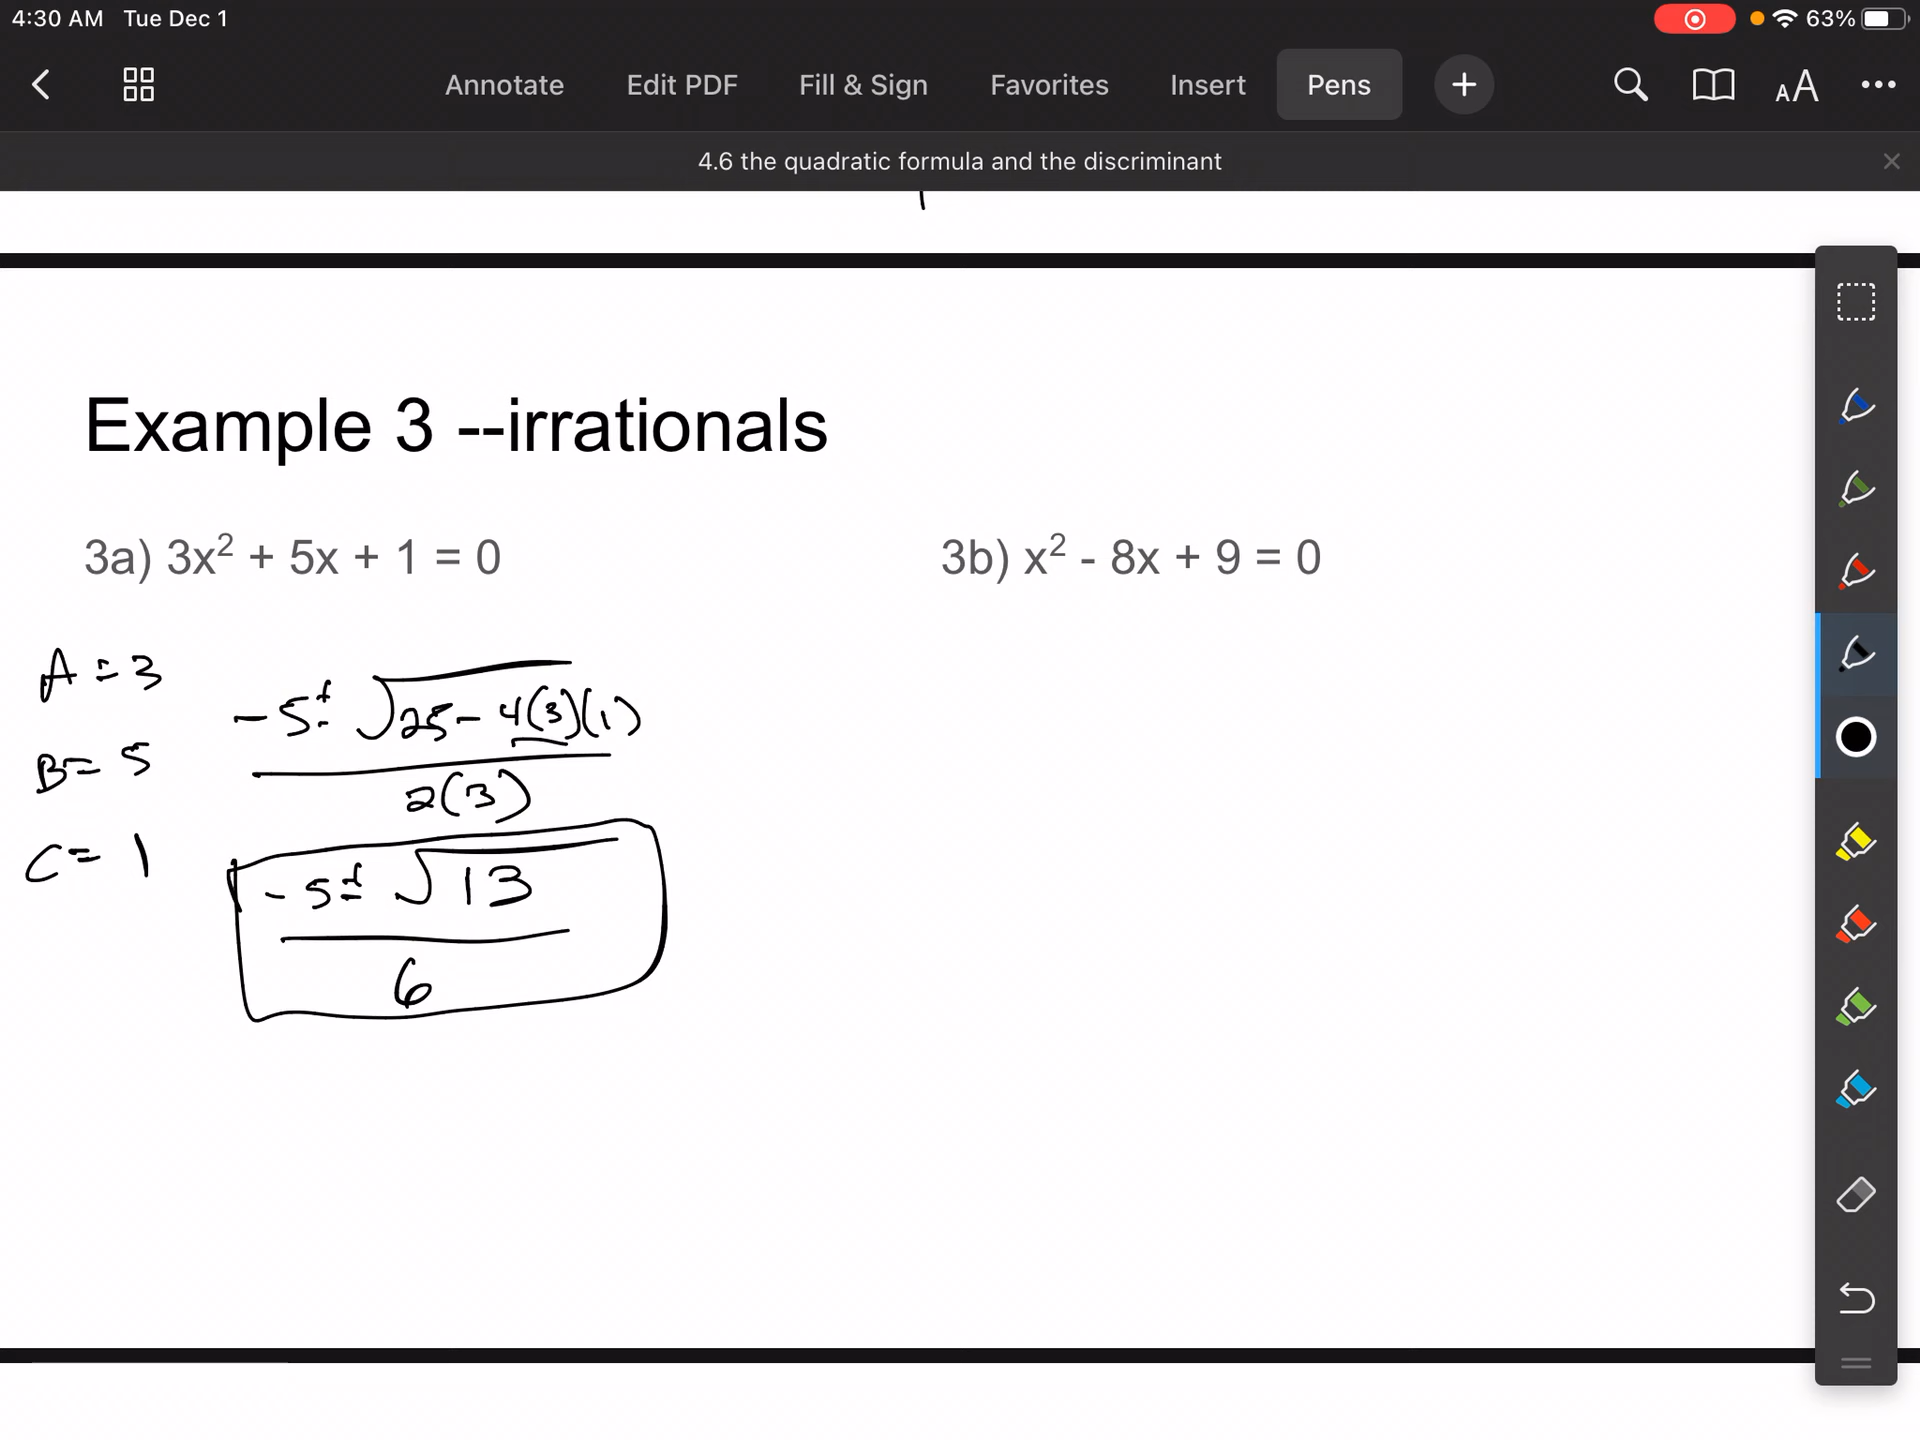 4:30 AM Tue Dec 1 63%
Annotate Edit PDF Fill & Sign Favorites Insert Pens + AA
4.6 the quadratic formula and the discriminant
Example 3 --irrationals
3a) 3x² + 5x + 1 = 0
A = 3
B = 5
C = 1
-5 ± √25 - 4(3)(1)
2(3)
-5 ± √13
6
3b) x² - 8x + 9 = 0